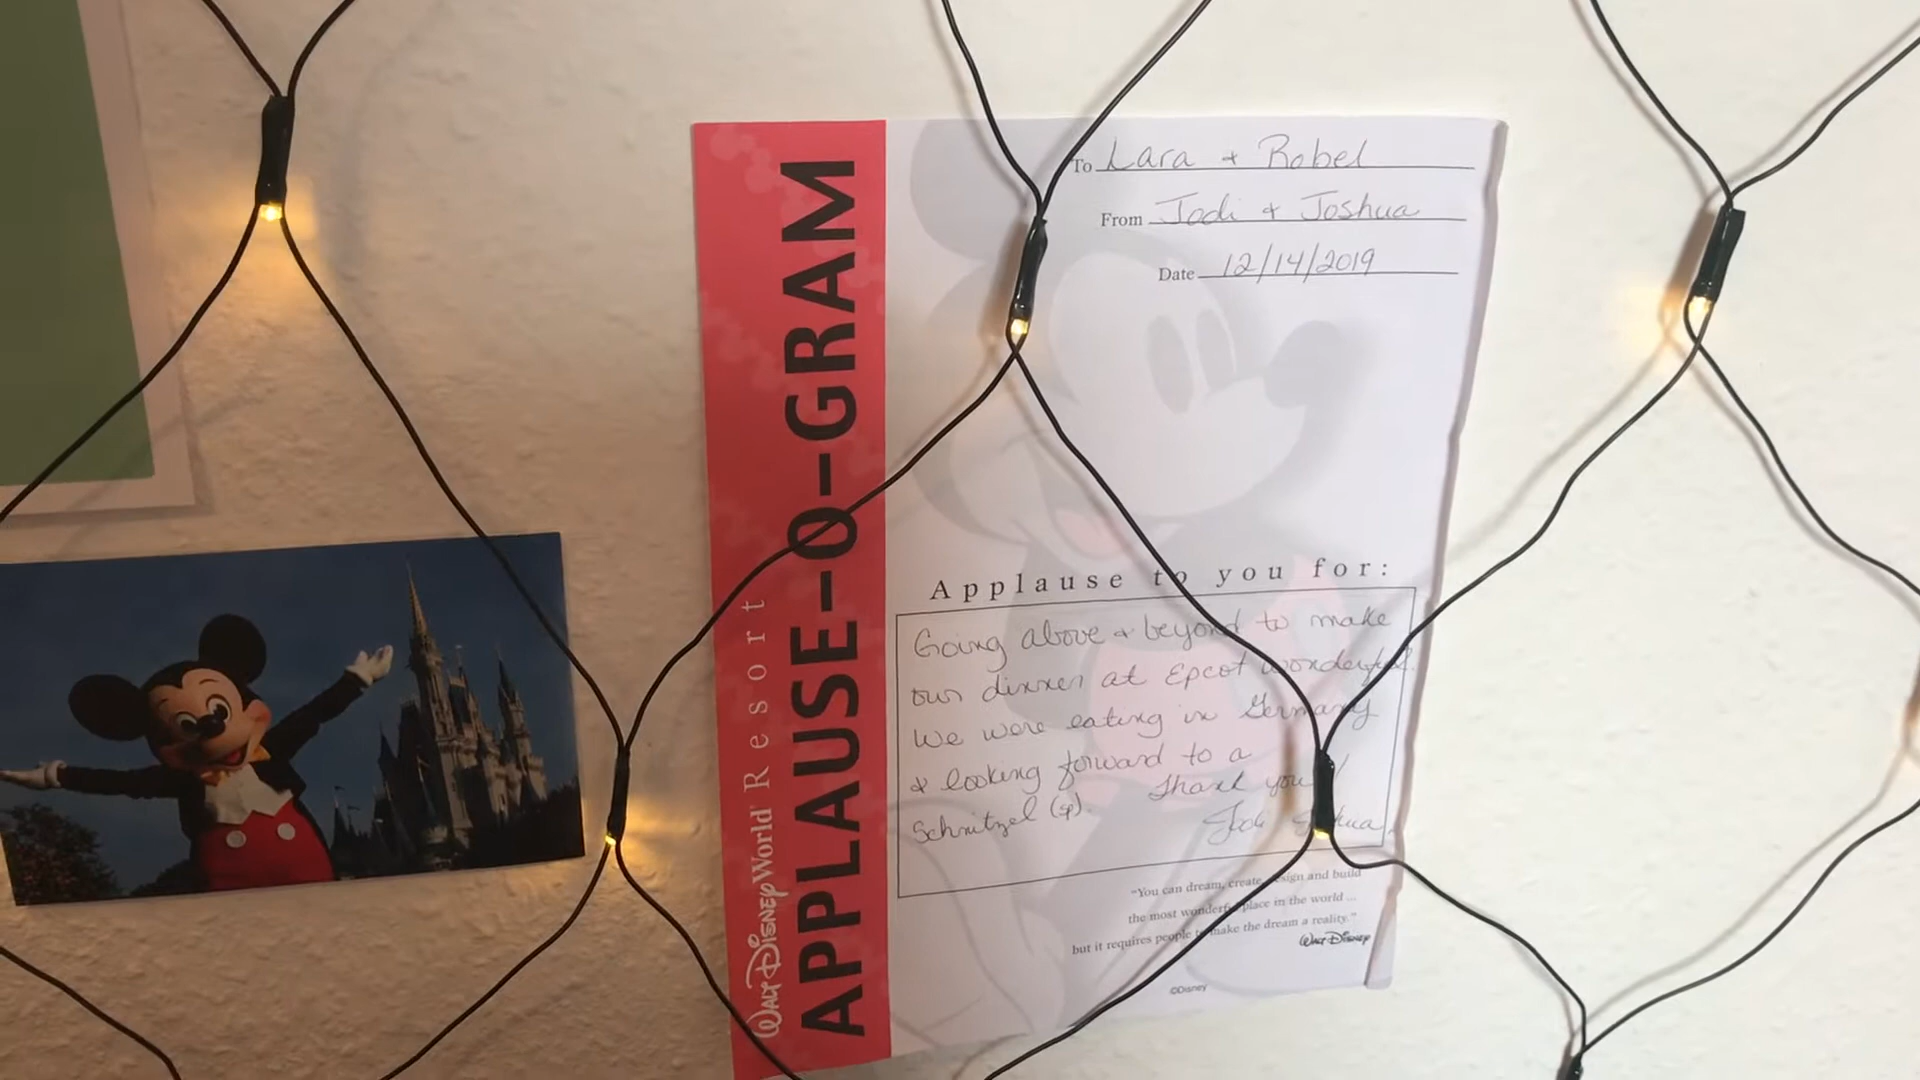 Walt Disney World Resort
APPLAUSE-O-GRAM
To Lara + Robel
From Jodi + Joshua
Date 12/14/2019
Applause to you for:
Going above + beyond to make
our dinner at Epcot wonderful.
We were eating in Germany
& looking forward to a
Schnitzel (sp).
Thank you!
Jodi Joshua
"You can dream, create design and build
the most wonderful place in the world ...
but it requires people to make the dream a reality."
Walt Disney
©Disney